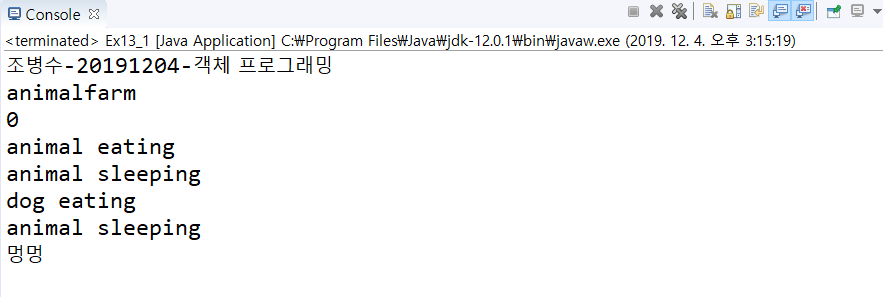 Console
<terminated> Ex13_1 [Java Application] C:₩Program Files₩Java₩jdk-12.0.1₩bin₩javaw.exe (2019. 12. 4. 오후 3:15:19)
조병수-20191204-객체 프로그래밍
animalfarm
0
animal eating
animal sleeping
dog eating
animal sleeping
멍멍